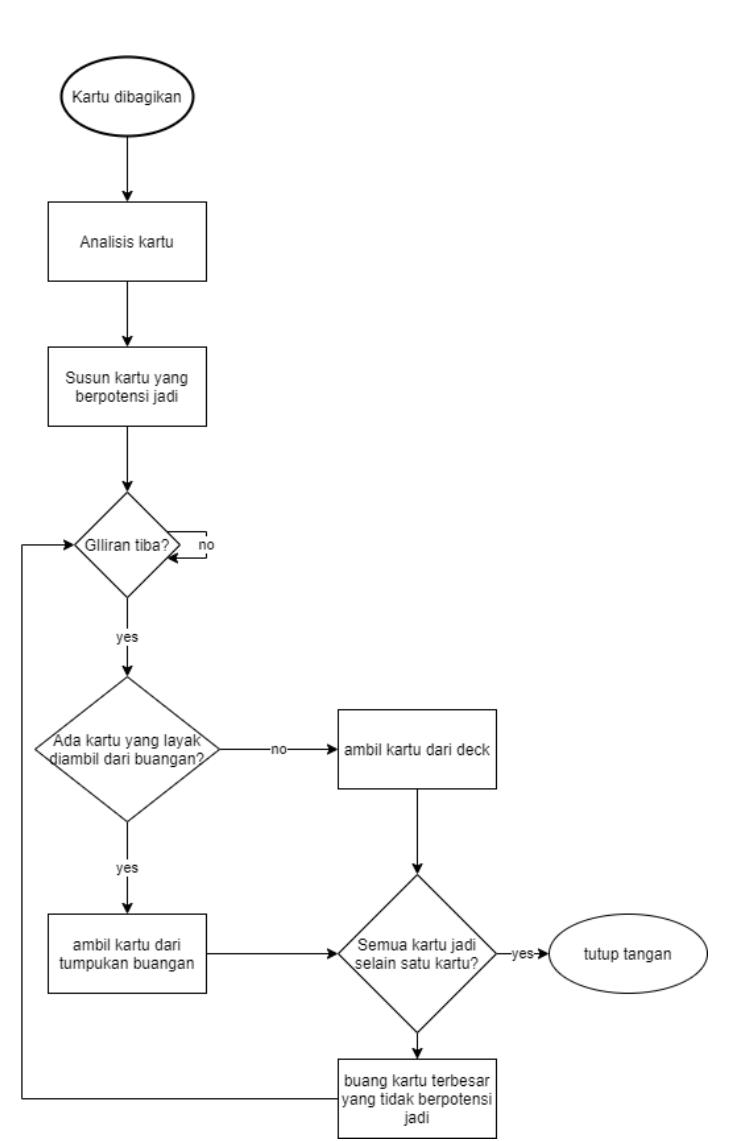 Kartu dibagikan
Analisis kartu
Susun kartu yang
berpotensi jadi
GIliran tiba?
no
yes
Ada kartu yang layak
diambil dari buangan?
no
ambil kartu dari deck
yes
ambil kartu dari
tumpukan buangan
Semua kartu jadi
selain satu kartu?
yes
tutup tangan
buang kartu terbesar
yang tidak berpotensi
jadi